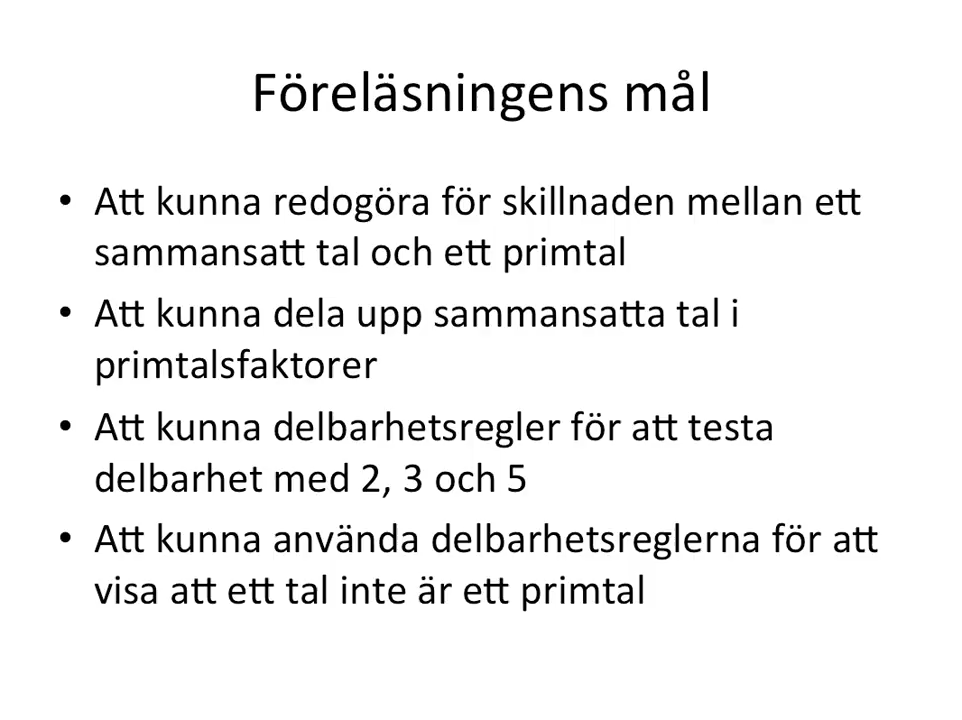 Föreläsningens mål
• Att kunna redogöra för skillnaden mellan ett
sammansatt tal och ett primtal
• Att kunna dela upp sammansatta tal i
primtalsfaktorer
• Att kunna delbarhetsregler för att testa
delbarhet med 2, 3 och 5
• Att kunna använda delbarhetsreglerna för att
visa att ett tal inte är ett primtal